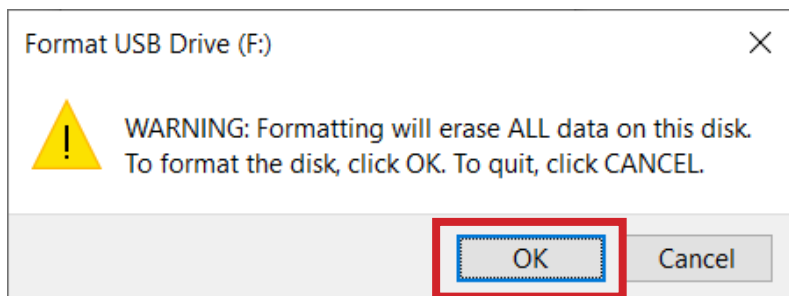 Format USB Drive (F:)
WARNING: Formatting will erase ALL data on this disk.
To format the disk, click OK. To quit, click CANCEL.
OK Cancel